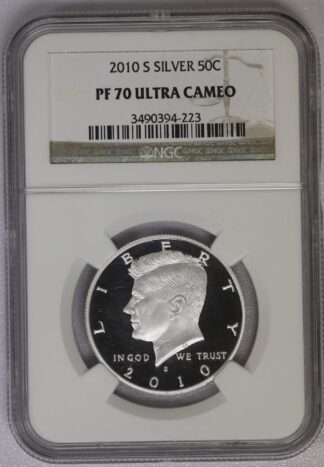 2010 S SILVER 50C
PF 70 ULTRA CAMEO
3490394-223
NGC
LIBERTY
IN GOD WE TRUST
S
2010